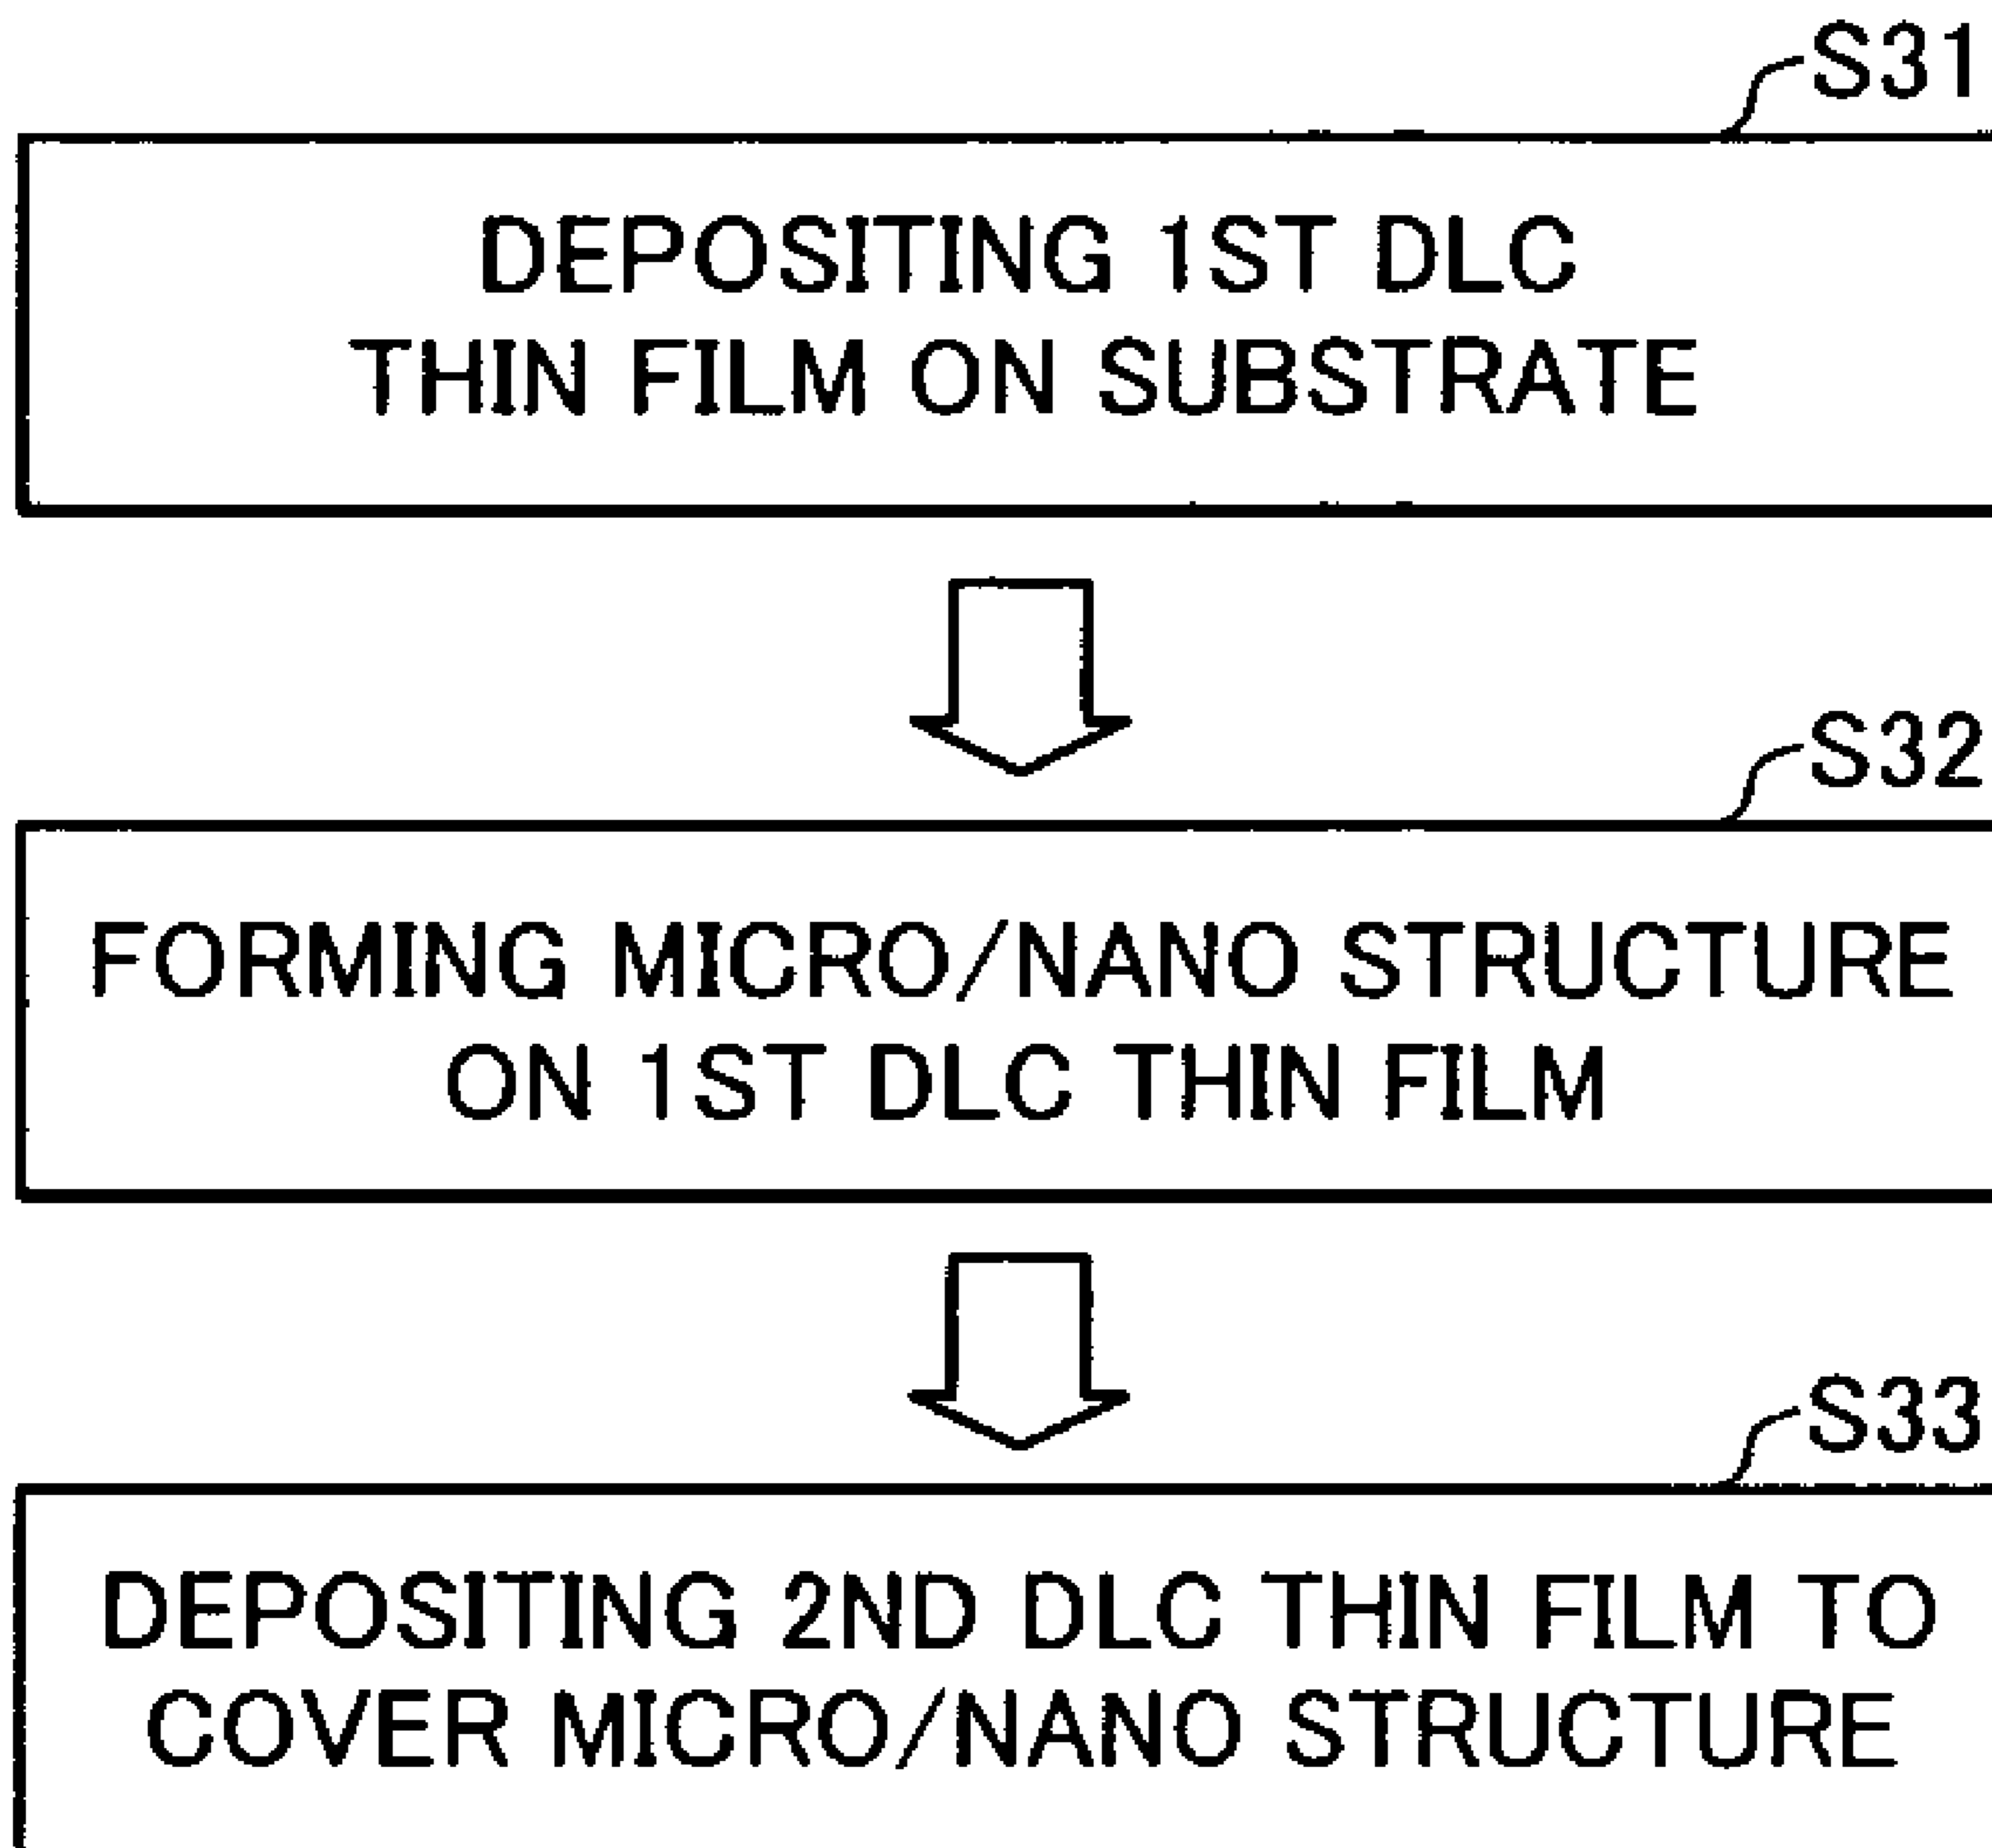 S31
DEPOSITING 1ST DLC
THIN FILM ON SUBSTRATE
S32
FORMING MICRO/NANO STRUCTURE
ON 1ST DLC THIN FILM
S33
DEPOSITING 2ND DLC THIN FILM TO
COVER MICRO/NANO STRUCTURE